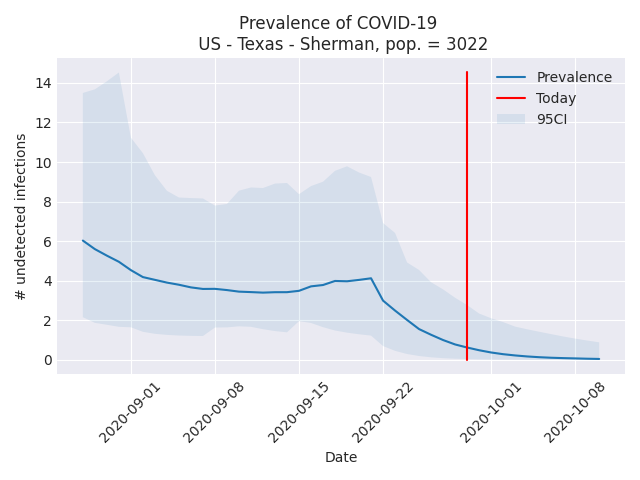 Prevalence of COVID-19
US - Texas - Sherman, pop. = 3022
# undetected infections
14
12
10
8
6
4
2
0
Prevalence
Today
95CI
2020-09-01
2020-09-08
2020-09-15
2020-09-22
2020-10-01
2020-10-08
Date